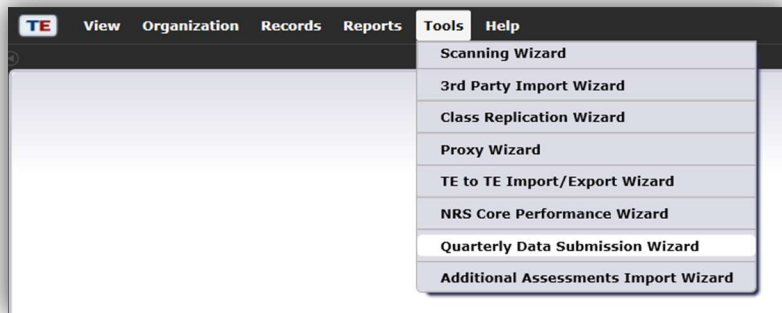 TE View Organization Records Reports Tools Help
Scanning Wizard
3rd Party Import Wizard
Class Replication Wizard
Proxy Wizard
TE to TE Import/Export Wizard
NRS Core Performance Wizard
Quarterly Data Submission Wizard
Additional Assessments Import Wizard